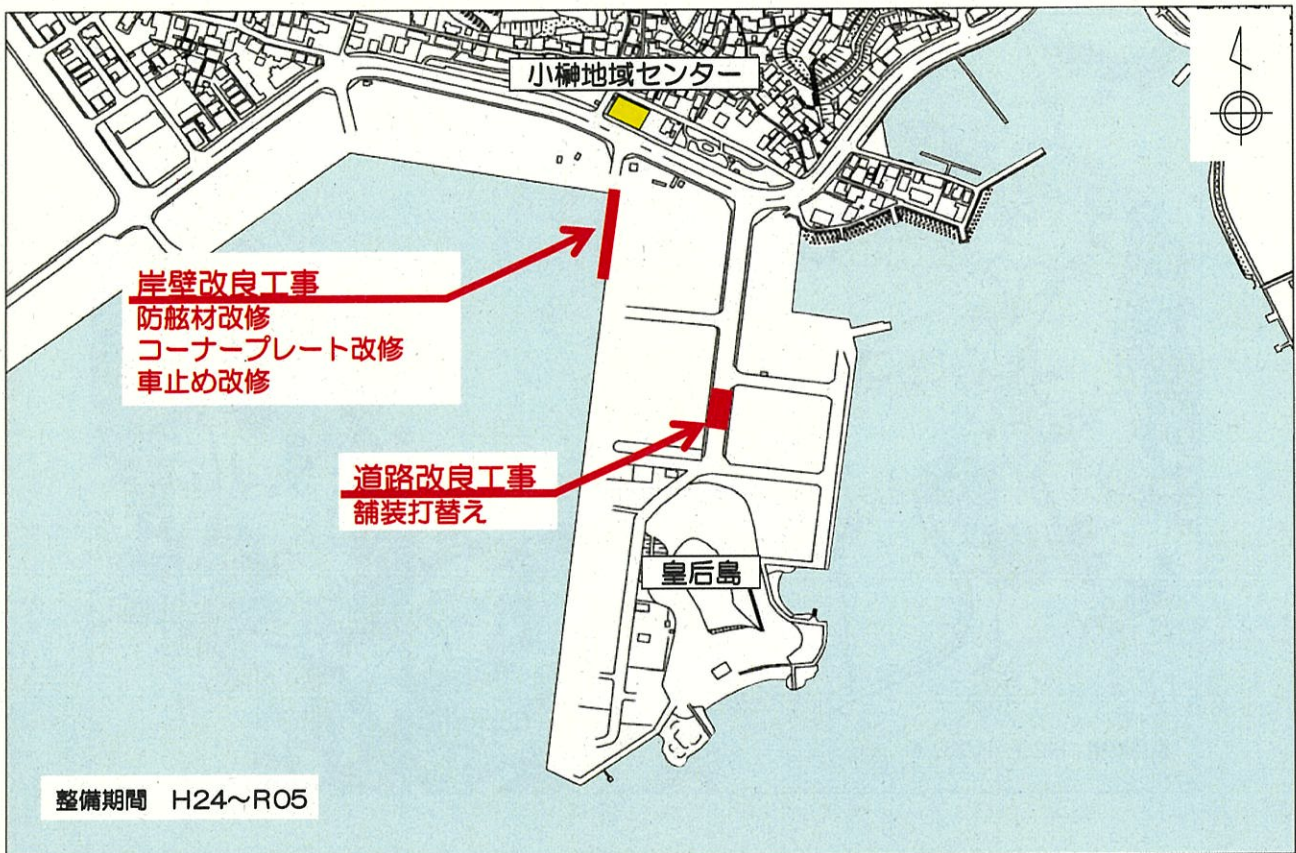 小榊地域センター
岸壁改良工事
防舷材改修
コーナープレート改修
車止め改修
道路改良工事
舗装打替え
皇后島
整備期間　H24～R05